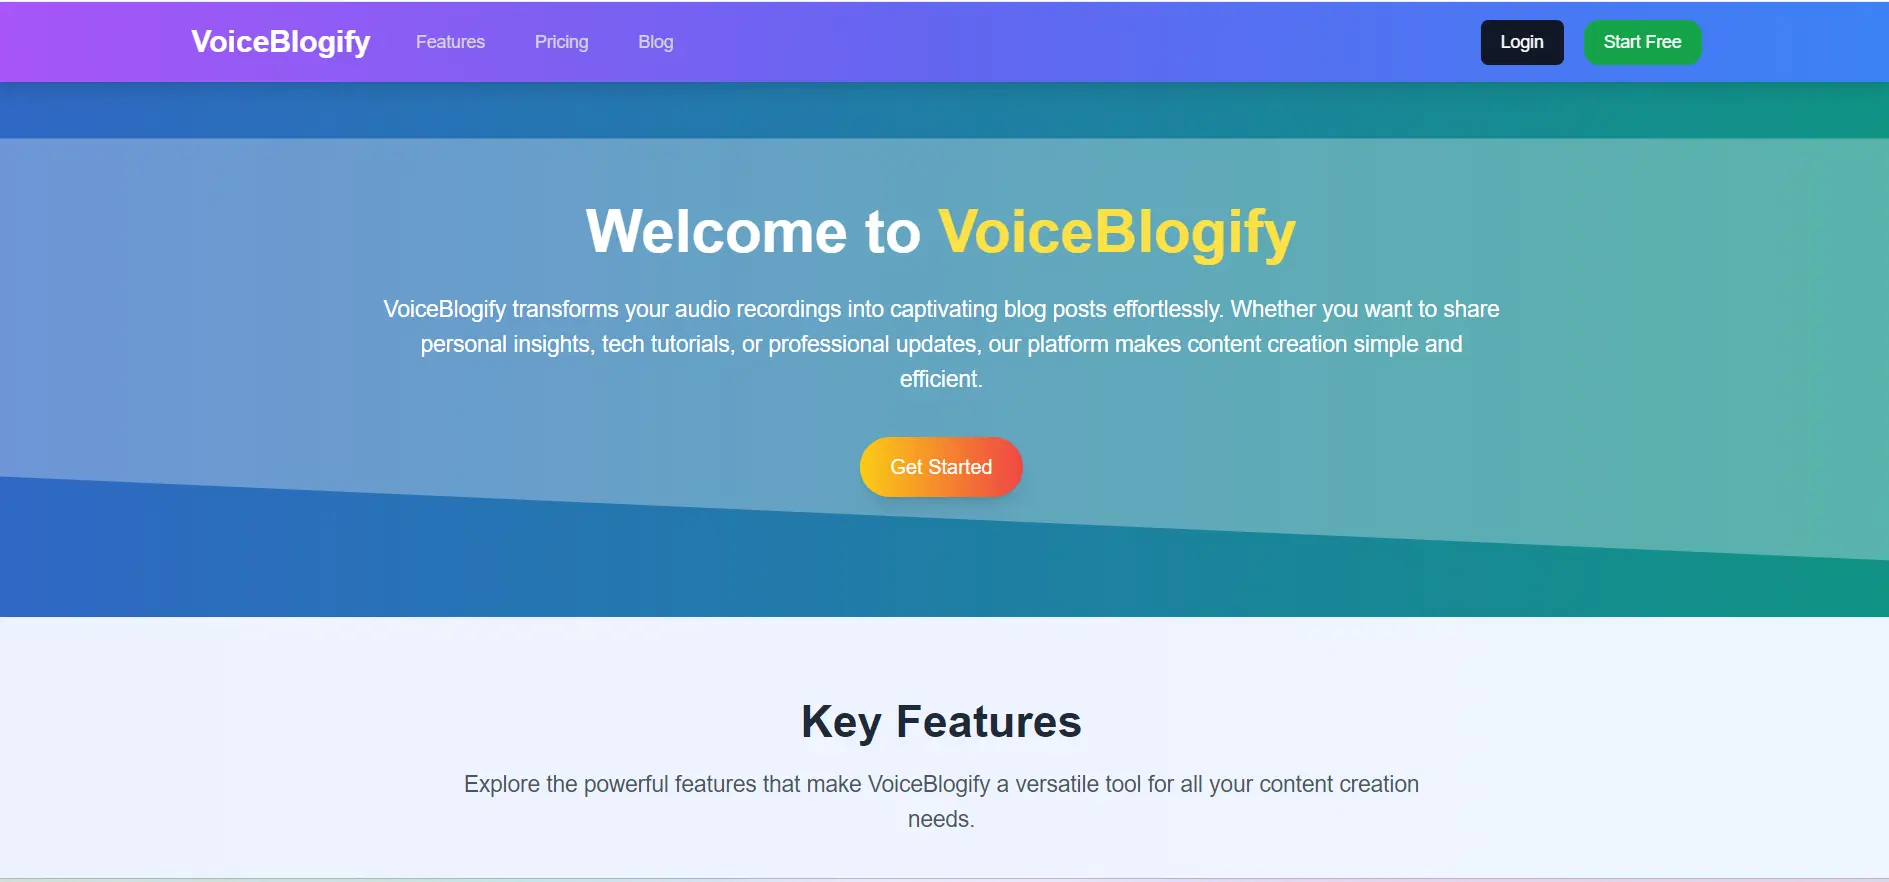 VoiceBlogify Features Pricing Blog Login Start Free
Welcome to VoiceBlogify
VoiceBlogify transforms your audio recordings into captivating blog posts effortlessly. Whether you want to share
personal insights, tech tutorials, or professional updates, our platform makes content creation simple and
efficient.
Get Started
Key Features
Explore the powerful features that make VoiceBlogify a versatile tool for all your content creation
needs.